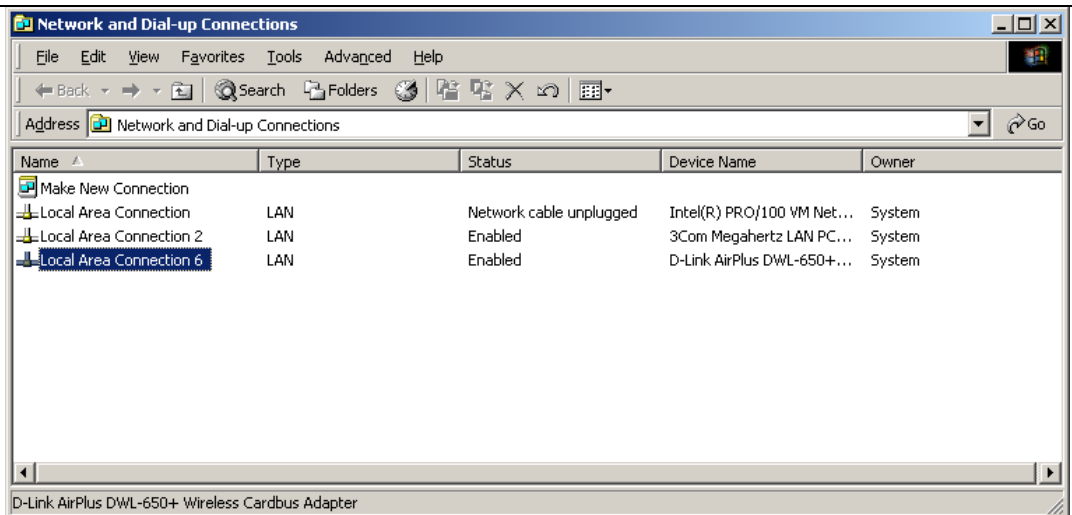 Network and Dial-up Connections
File Edit View Favorites Tools Advanced Help
Back Search Folders
Address Network and Dial-up Connections Go
Name Type Status Device Name Owner
Make New Connection
Local Area Connection LAN Network cable unplugged Intel(R) PRO/100 VM Net... System
Local Area Connection 2 LAN Enabled 3Com Megahertz LAN PC... System
Local Area Connection 6 LAN Enabled D-Link AirPlus DWL-650+... System
D-Link AirPlus DWL-650+ Wireless Cardbus Adapter